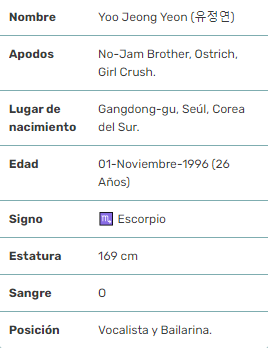 Nombre Yoo Jeong Yeon (유정연)
Apodos No-Jam Brother, Ostrich,
Girl Crush.
Lugar de Gangdong-gu, Seúl, Corea
nacimiento del Sur.
Edad 01-Noviembre-1996 (26
Años)
Signo ♏ Escorpio
Estatura 169 cm
Sangre O
Posición Vocalista y Bailarina.